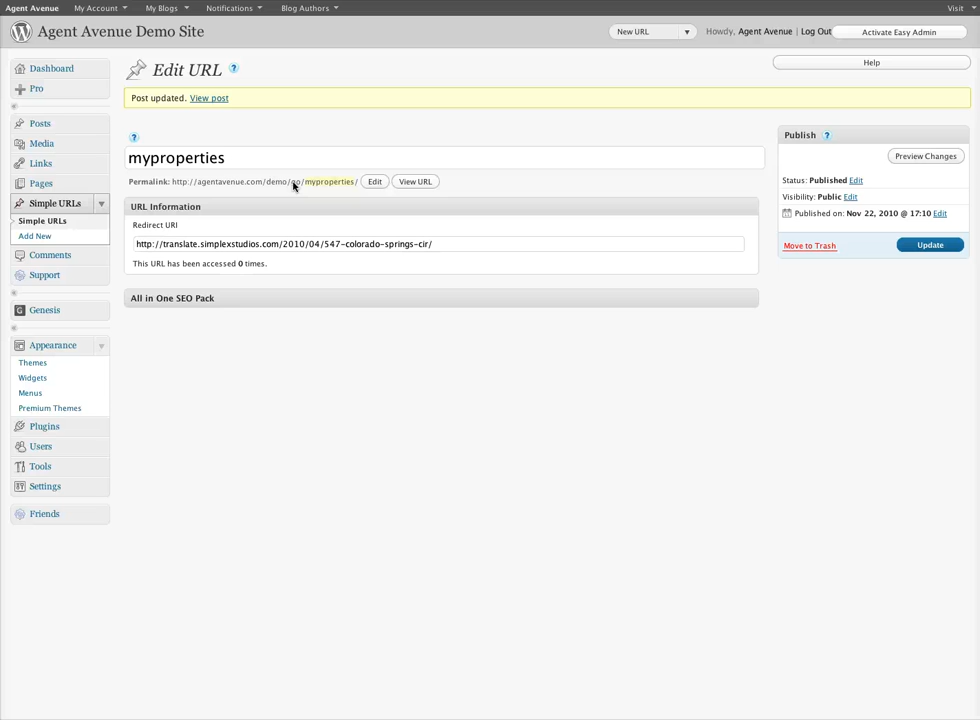 Agent Avenue My Account My Blogs Notifications Blog Authors Visit
Agent Avenue Demo Site New URL Howdy, Agent Avenue | Log Out Activate Easy Admin
Help
Edit URL ?
Post updated. View post
Dashboard
Pro
Posts
Media
Links
Pages
Simple URLs
Simple URLs
Add New
Comments
Support
G Genesis
Appearance
Themes
Widgets
Menus
Premium Themes
Plugins
Users
Tools
Settings
Friends
?
myproperties
Permalink: http://agentavenue.com/demo/go/myproperties/ Edit View URL
URL Information
Redirect URI
http://translate.simplexstudios.com/2010/04/547-colorado-springs-cir/
This URL has been accessed 0 times.
All in One SEO Pack
Publish ?
Preview Changes
Status: Published Edit
Visibility: Public Edit
Published on: Nov 22, 2010 @ 17:10 Edit
Move to Trash Update